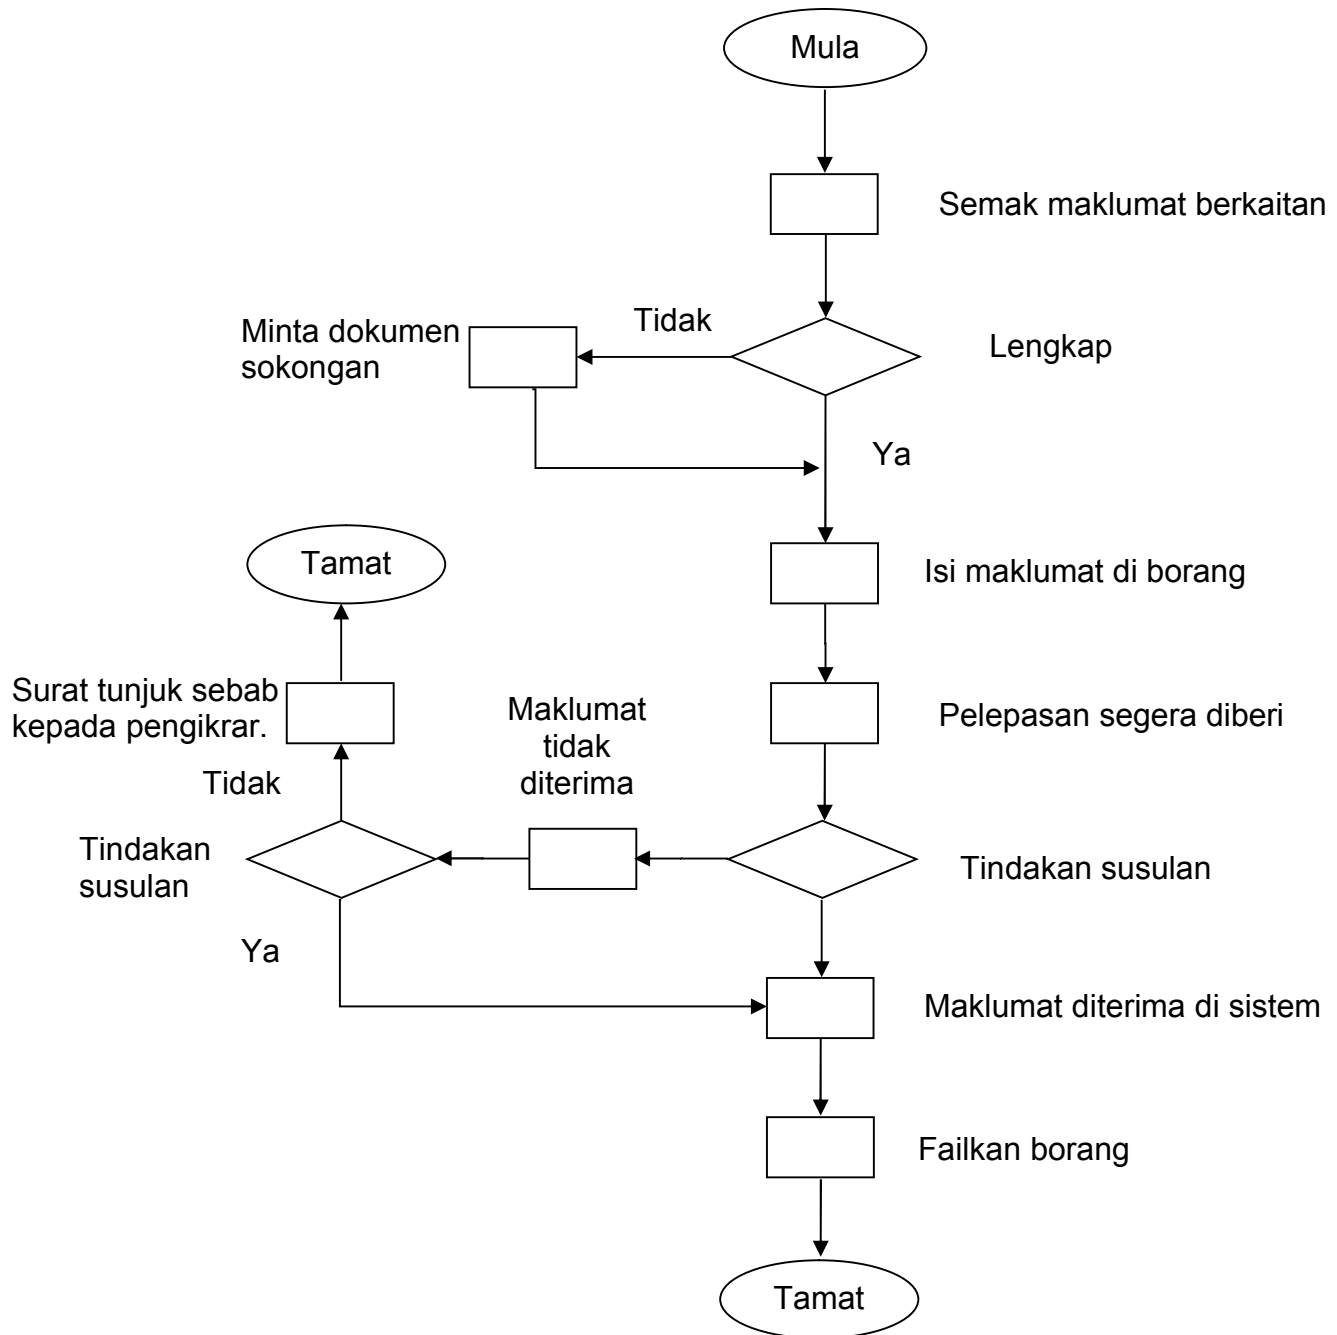 Mula
Semak maklumat berkaitan
Tidak
Minta dokumen
sokongan
Lengkap
Ya
Tamat
Isi maklumat di borang
Surat tunjuk sebab
kepada pengikrar.
Maklumat
tidak
diterima
Pelepasan segera diberi
Tidak
Tindakan
susulan
Tindakan susulan
Ya
Maklumat diterima di sistem
Failkan borang
Tamat